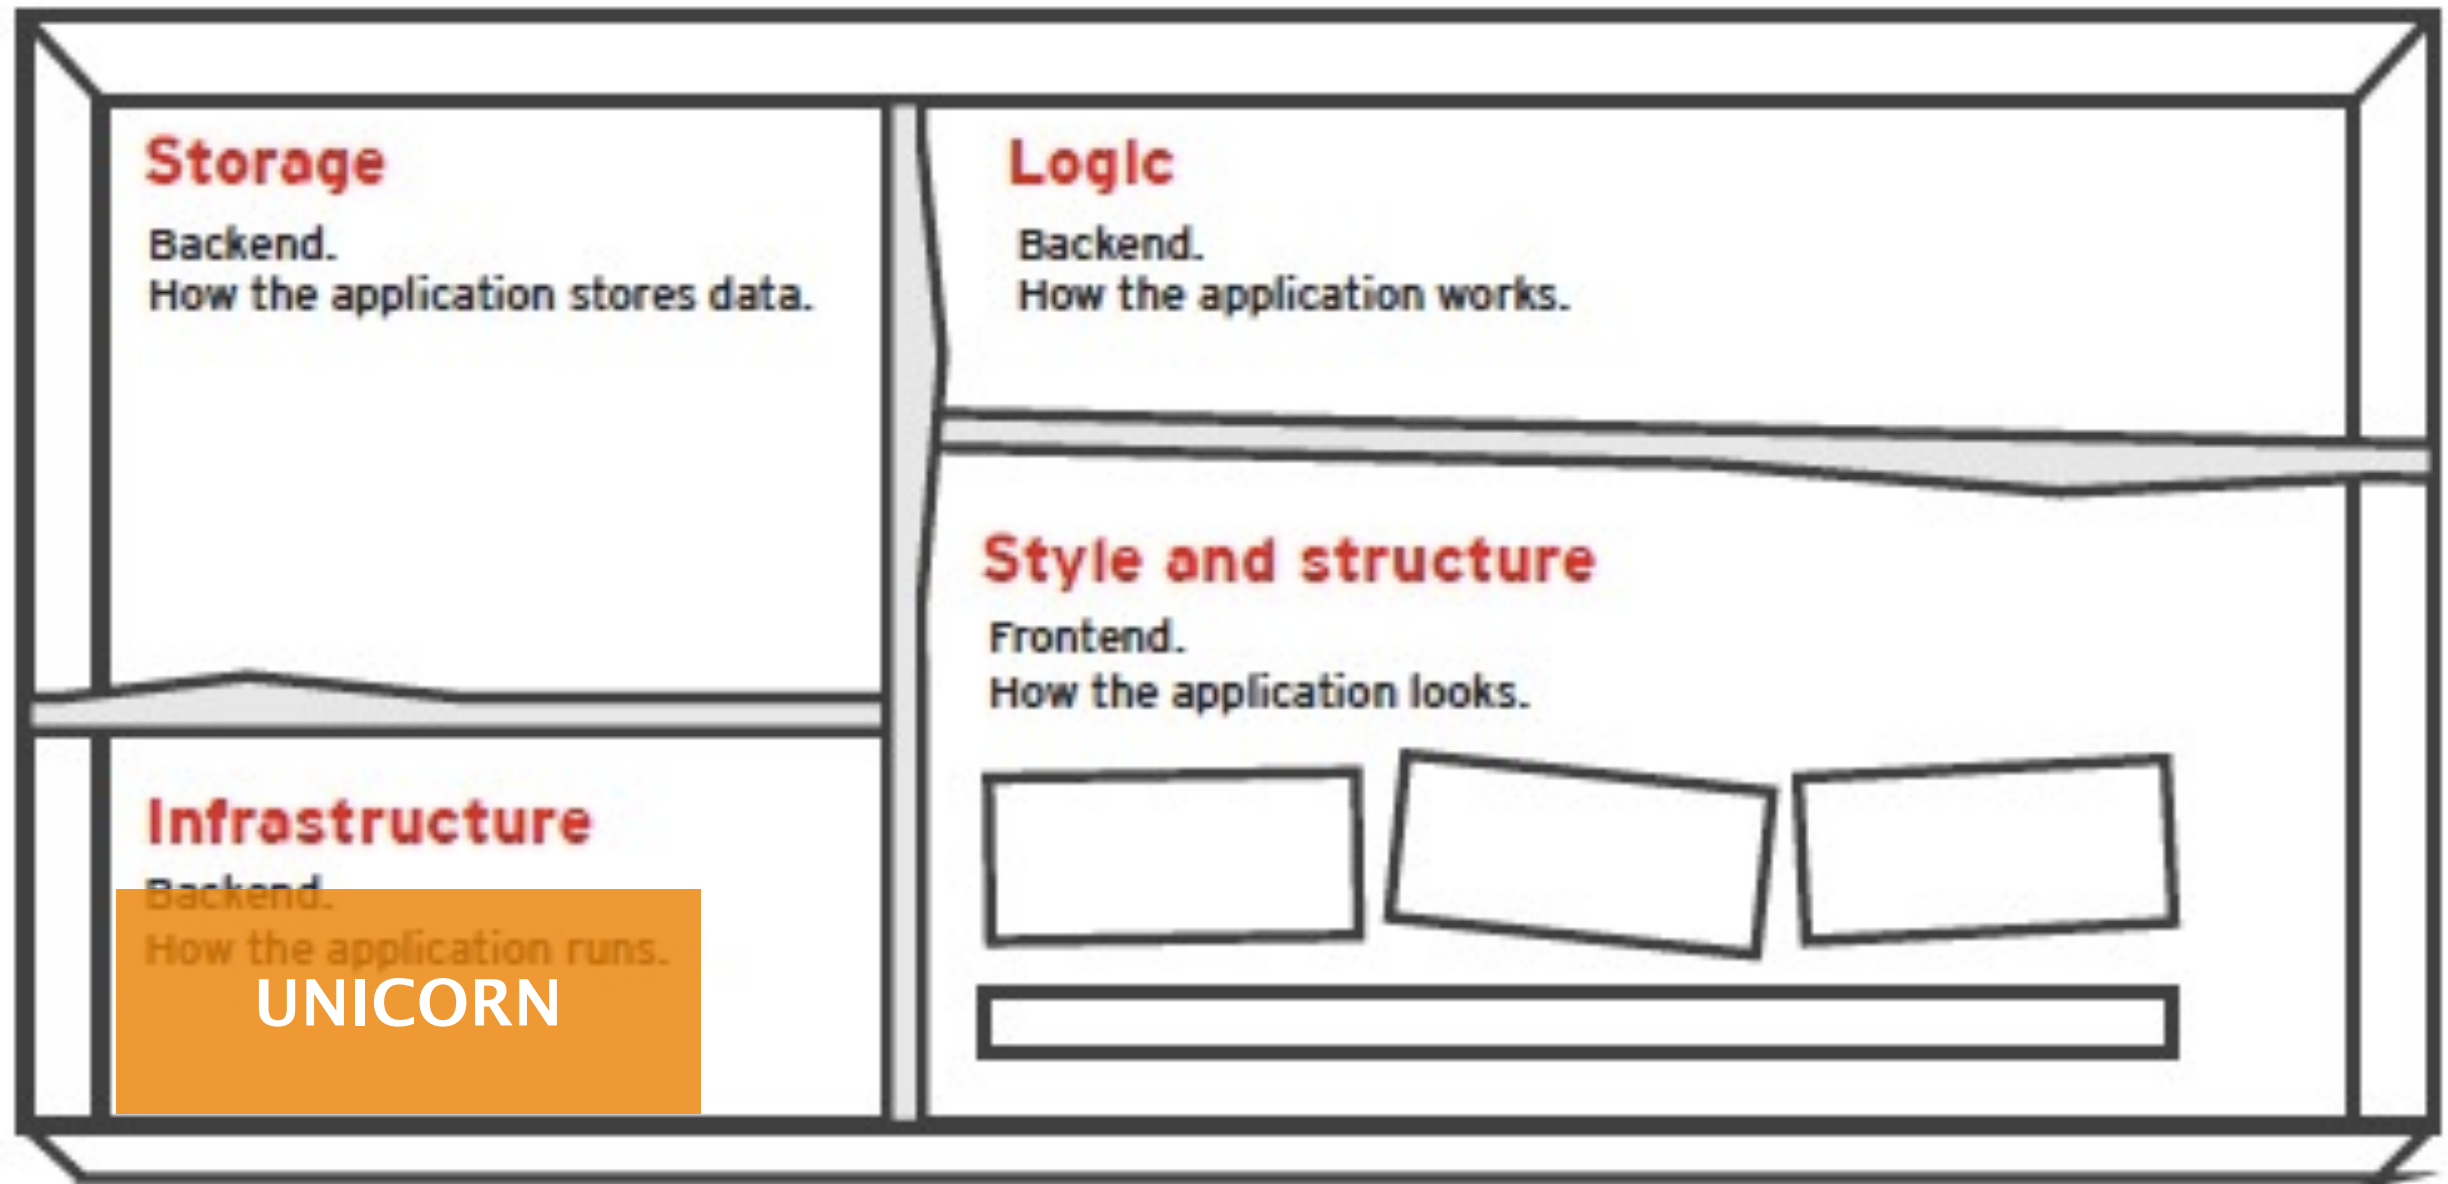 Storage
Backend.
How the application stores data.
Logic
Backend.
How the application works.
Style and structure
Frontend.
How the application looks.
Infrastructure
Backend.
How the application runs.
UNICORN